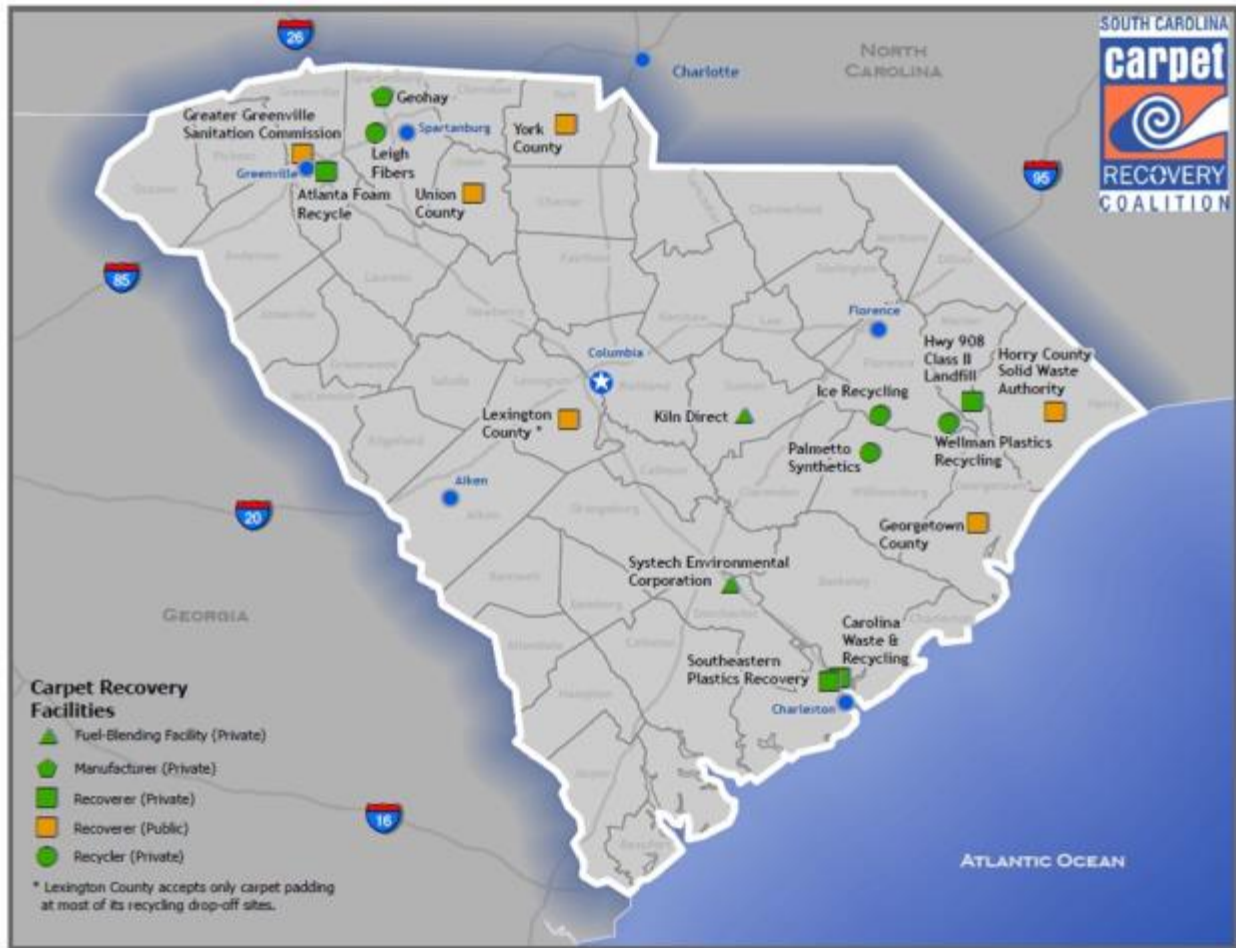 SOUTH CAROLINA
carpet
RECOVERY
COALITION
26
NORTH
CAROLINA
Charlotte
Geohay
Greater Greenville
Sanitation Commission
Spartanburg
York
County
Leigh
Fibers
Greenville
Atlanta Foam
Recycle
Union
County
95
85
Florence
Columbia
Hwy 908
Class II
Landfill
Horry County
Solid Waste
Authority
Ice Recycling
Lexington
County *
Kiln Direct
Palmetto
Synthetics
Wellman Plastics
Recycling
Aiken
20
Georgetown
County
Systech Environmental
Corporation
GEORGIA
Carolina
Waste &
Recycling
Southeastern
Plastics Recovery
Charleston
Carpet Recovery
Facilities
Fuel-Blending Facility (Private)
Manufacturer (Private)
Recoverer (Private)
Recoverer (Public)
Recycler (Private)
* Lexington County accepts only carpet padding
at most of its recycling drop-off sites.
16
ATLANTIC OCEAN